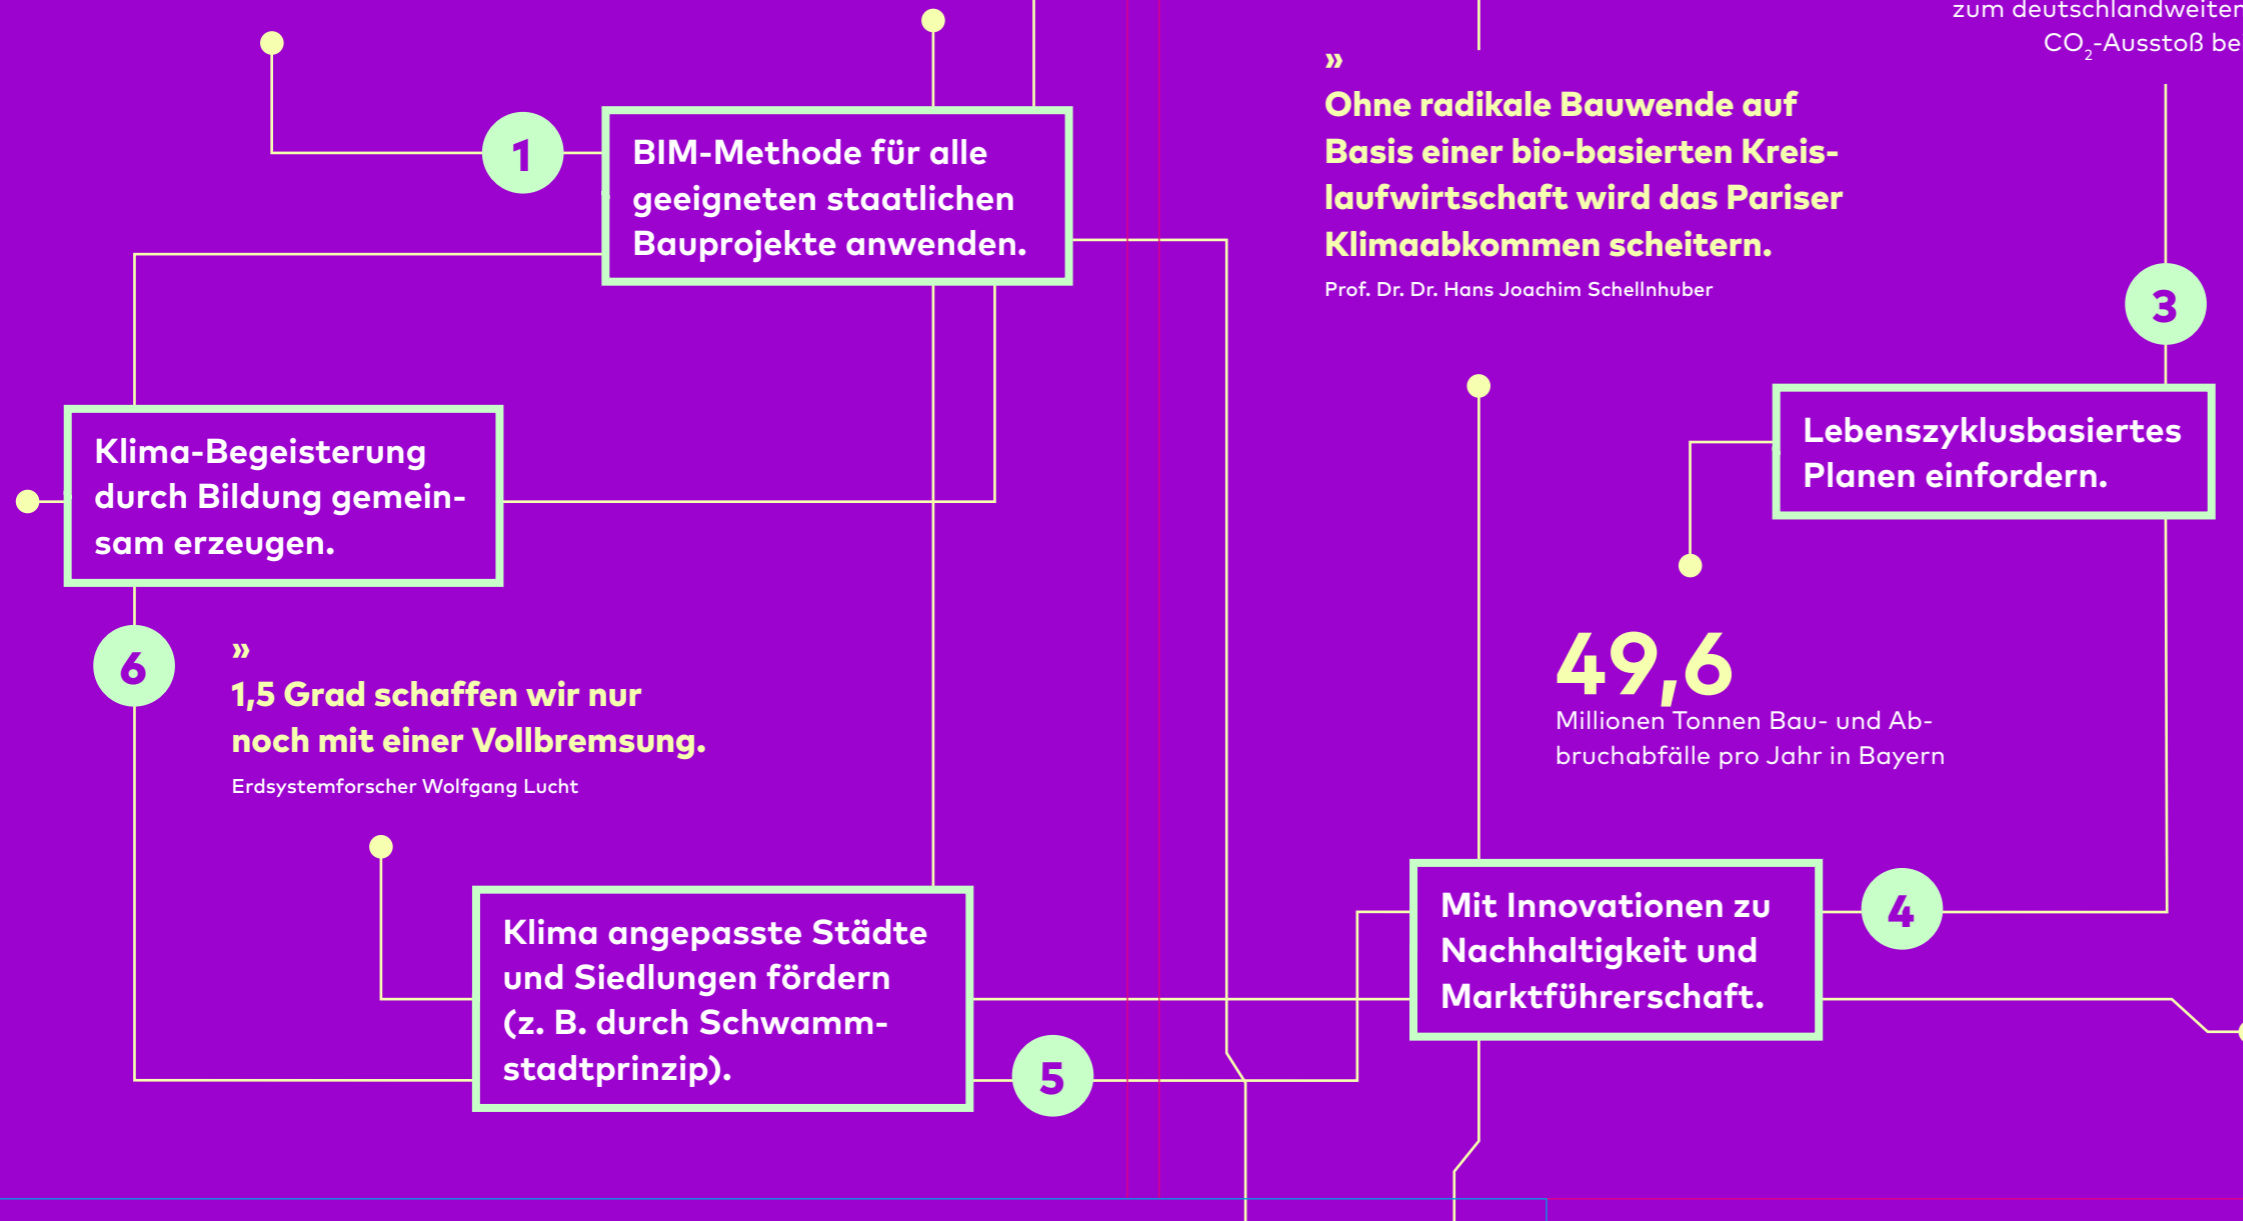 zum deutschlandweiten
CO₂-Ausstoß be
1
BIM-Methode für alle
geeigneten staatlichen
Bauprojekte anwenden.
»
Ohne radikale Bauwende auf
Basis einer bio-basierten Kreis-
laufwirtschaft wird das Pariser
Klimaabkommen scheitern.
Prof. Dr. Dr. Hans Joachim Schellnhuber
3
Lebenszyklusbasiertes
Planen einfordern.
Klima-Begeisterung
durch Bildung gemein-
sam erzeugen.
6
»
1,5 Grad schaffen wir nur
noch mit einer Vollbremsung.
Erdsystemforscher Wolfgang Lucht
49,6
Millionen Tonnen Bau- und Ab-
bruchabfälle pro Jahr in Bayern
Klima angepasste Städte
und Siedlungen fördern
(z. B. durch Schwamm-
stadtprinzip).
5
Mit Innovationen zu
Nachhaltigkeit und
Marktführerschaft.
4